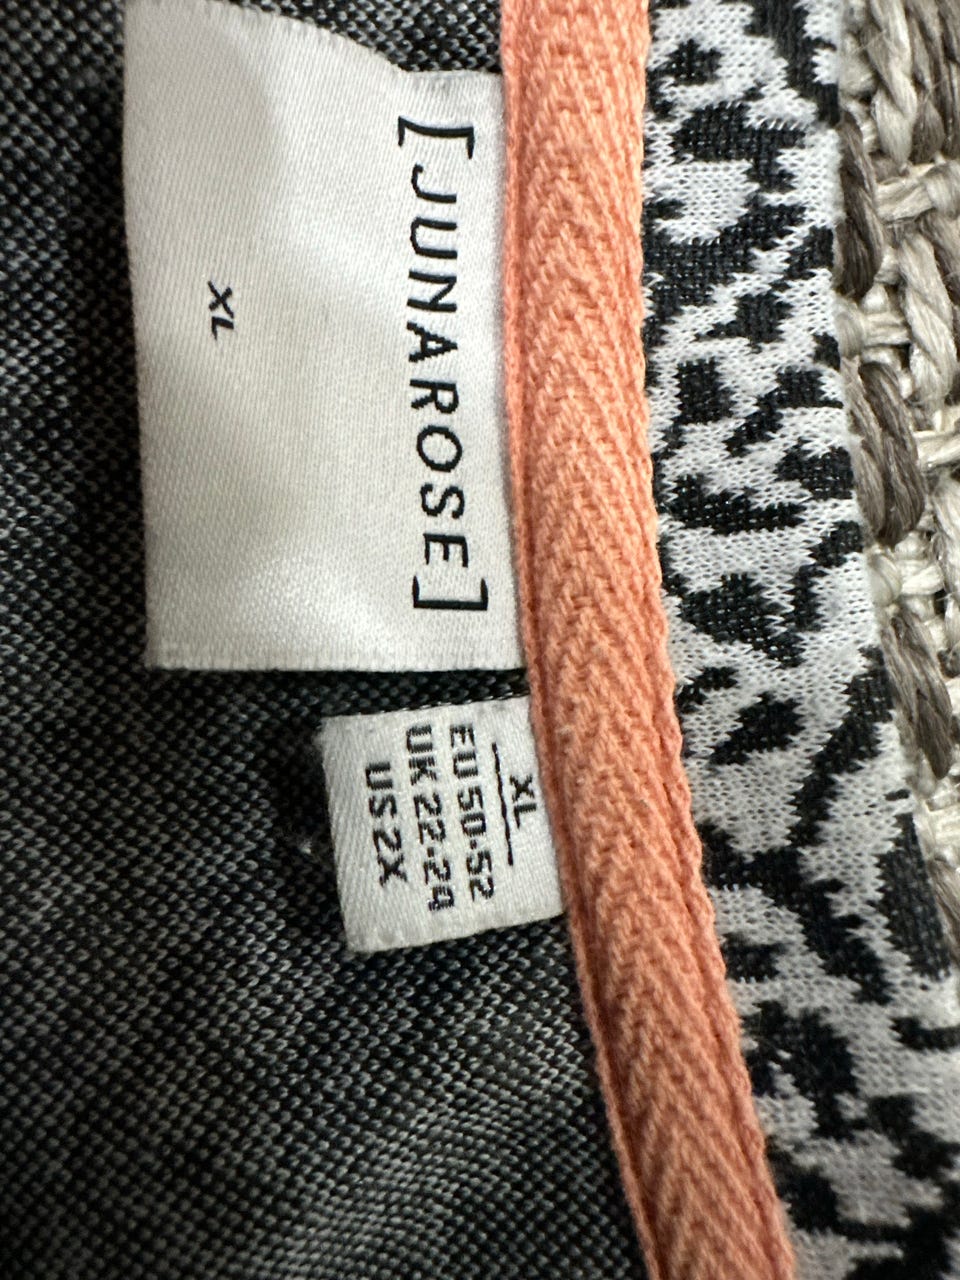 [JUNAROSE]
XL
XL
EU 50-52
UK 22-24
US 2X